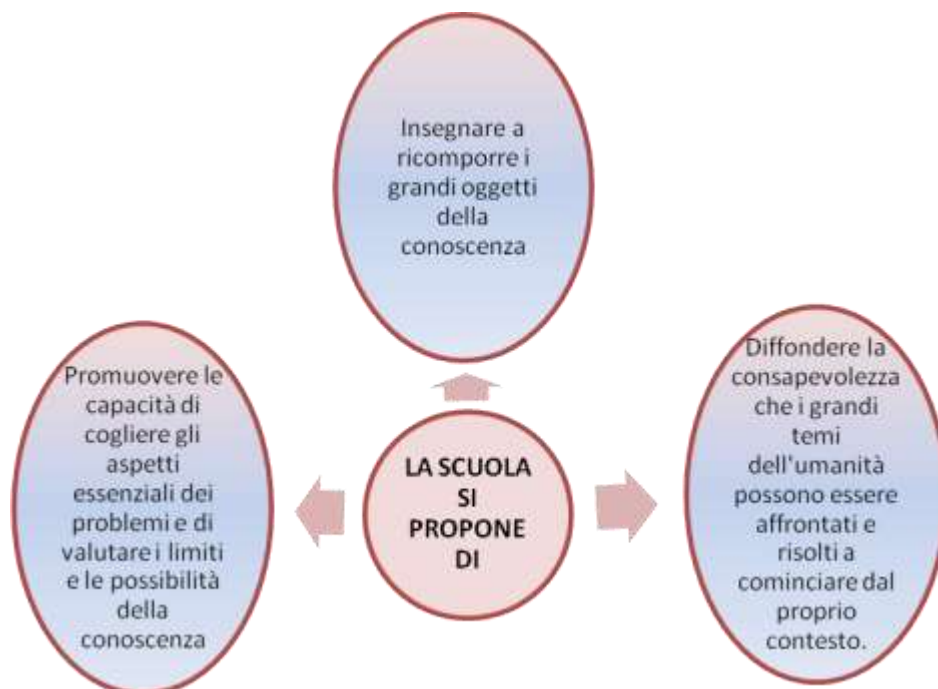 Insegnare a
ricomporre i
grandi oggetti
della
conoscenza
Promuovere le
capacità di
cogliere gli
aspetti
essenziali dei
problemi e di
valutare i limiti
e le possibilità
della
conoscenza
LA SCUOLA
SI
PROPONE
DI
Diffondere la
consapevolezza
che i grandi
temi
dell'umanità
possono essere
affrontati e
risolti a
cominciare dal
proprio
contesto.